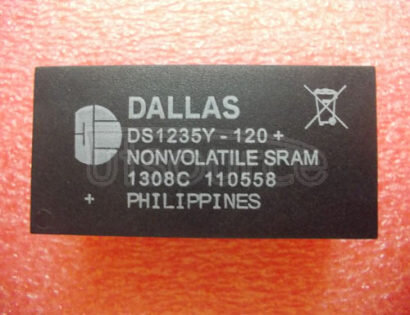 DALLAS
DS1235Y-120+
NONVOLATILE SRAM
1308C 110558
+ PHILIPPINES